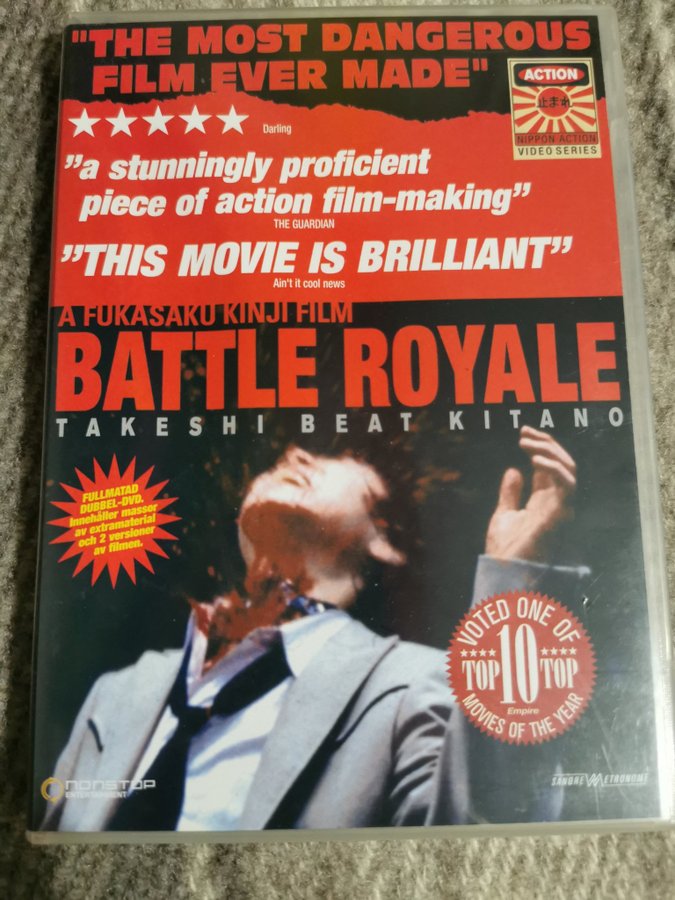 "THE MOST DANGEROUS
FILM EVER MADE"
Darling
ACTION
止まれ
NIPPON ACTION
VIDEO SERIES
”a stunningly proficient
piece of action film-making”
THE GUARDIAN
”THIS MOVIE IS BRILLIANT”
Ain't it cool news
A FUKASAKU KINJI FILM
BATTLE ROYALE
TAKESHI BEAT KITANO
FULLMATAD
DUBBEL-DVD.
Innehåller massor
av extramaterial
och 2 versioner
av filmen.
VOTED ONE OF
TOP 10 TOP
Empire
MOVIES OF THE YEAR
NONSTOP
ENTERTAINMENT
SANDREW METRONOME